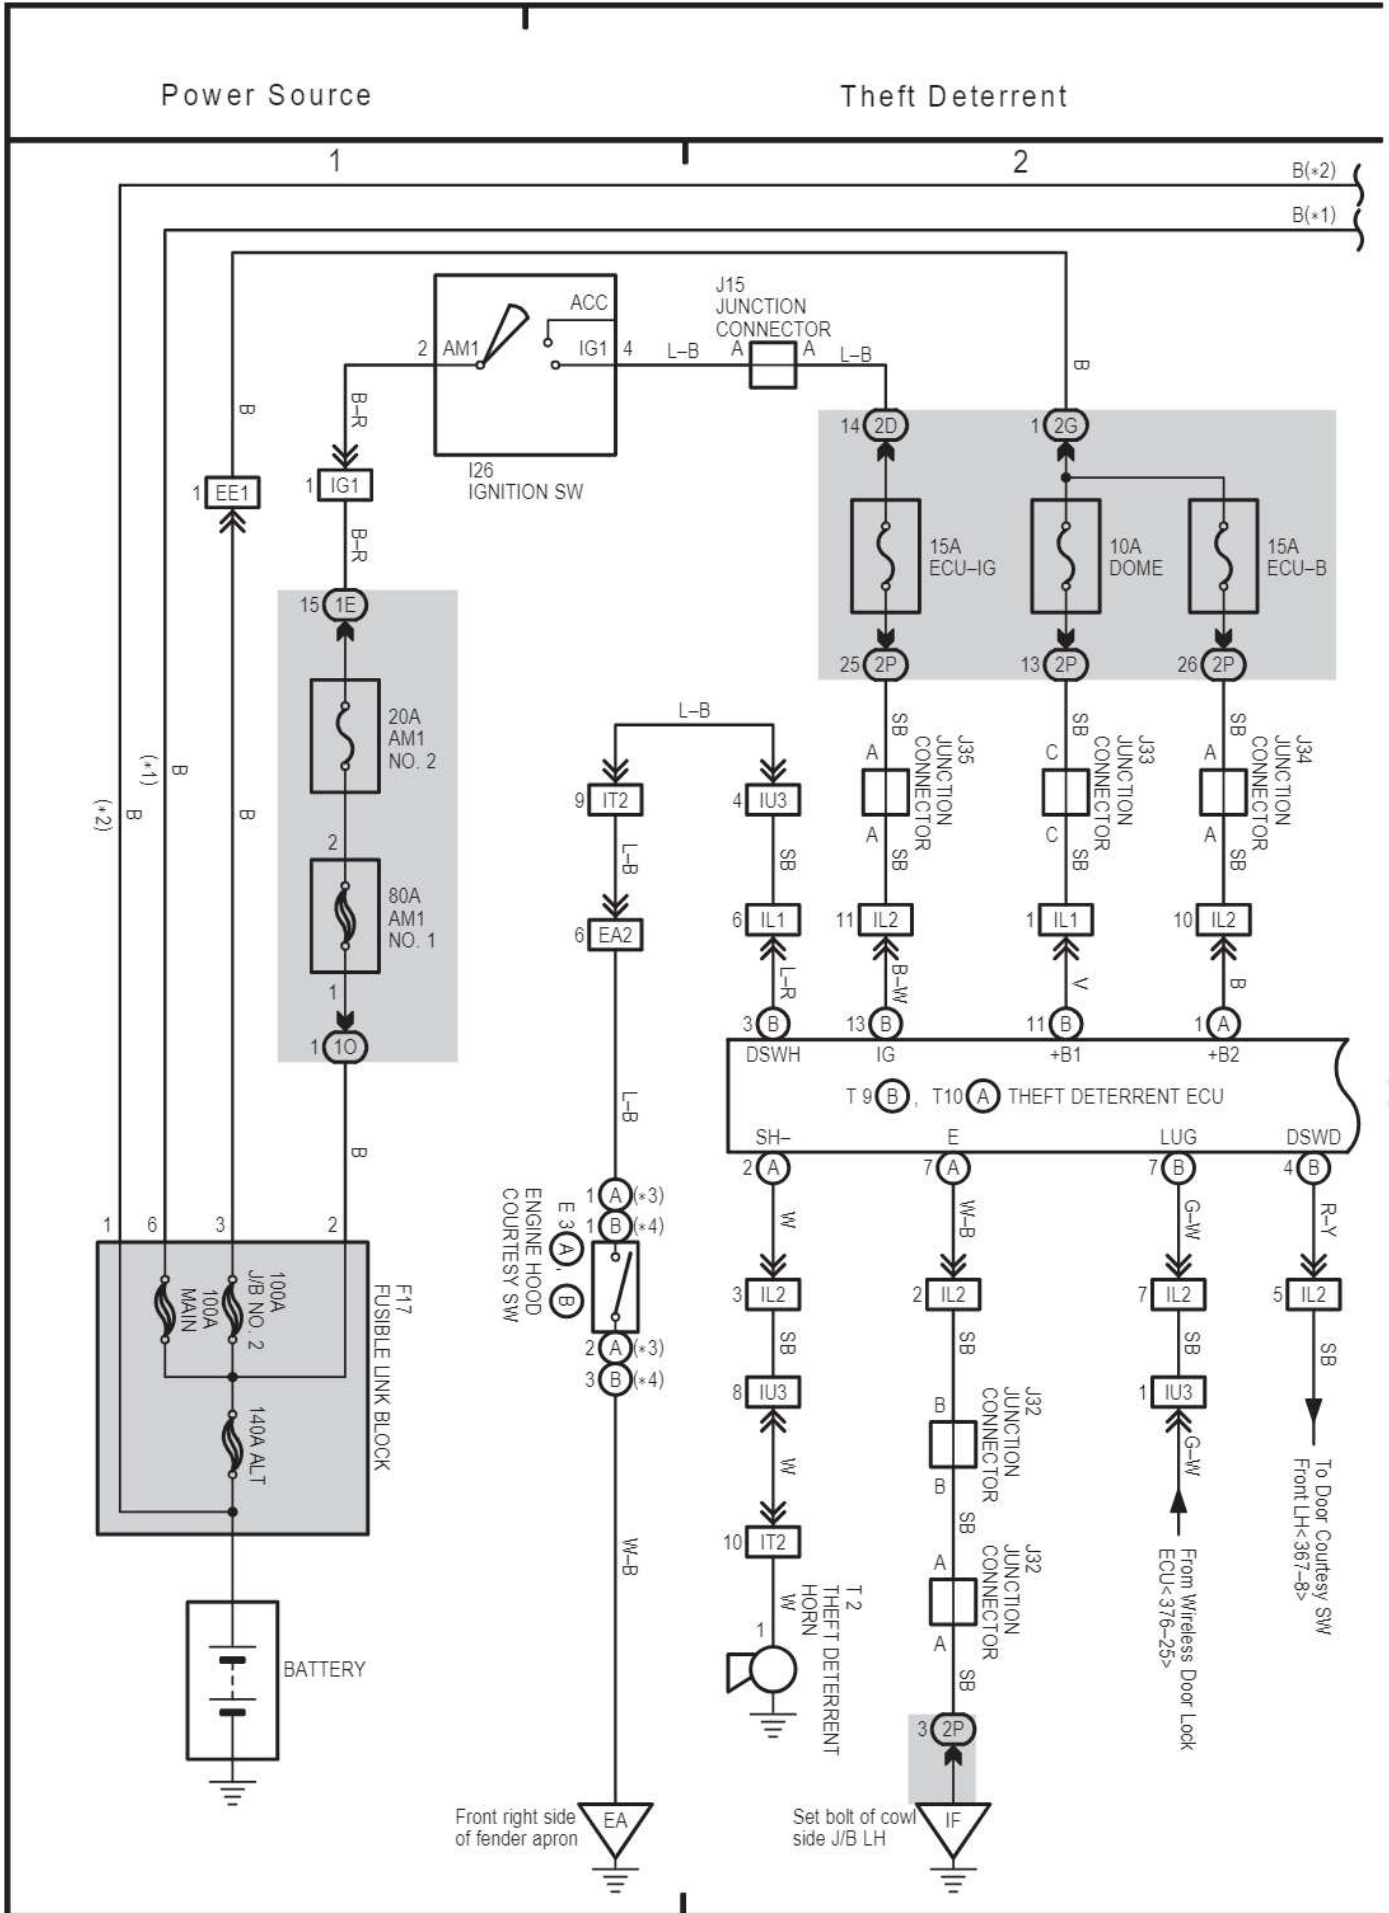 Power Source
Theft Deterrent
1
2
B(*2)
B(*1)
ACC
2 AM1
IG1 4
L–B
J15
JUNCTION
CONNECTOR
A
A
L–B
I26
IGNITION SW
B–R
B
B
1 EE1
1 IG1
B–R
14 2D
1 2G
15A
ECU–IG
10A
DOME
15A
ECU–B
25 2P
13 2P
26 2P
15 1E
20A
AM1
NO. 2
2
80A
AM1
NO. 1
1
1 1O
B
(*1)
B
(*2)
B
B
B
L–B
9 IT2
4 IU3
L–B
SB
6 EA2
6 IL1
L–R
SB
A
J35
JUNCTION
CONNECTOR
A
SB
11 IL2
B–W
SB
C
J33
JUNCTION
CONNECTOR
C
SB
1 IL1
V
SB
A
J34
JUNCTION
CONNECTOR
A
SB
10 IL2
B
3 B
13 B
11 B
1 A
DSWH
IG
+B1
+B2
T 9 B , T10 A THEFT DETERRENT ECU
SH–
E
LUG
DSWD
2 A
7 A
7 B
4 B
L–B
1 A (*3)
1 B (*4)
E 3 A , B
ENGINE HOOD
COURTESY SW
2 A (*3)
3 B (*4)
W–B
W
3 IL2
SB
8 IU3
W
10 IT2
W
1
T 2
THEFT DETERRENT
HORN
W–B
2 IL2
SB
B
J32
JUNCTION
CONNECTOR
B
SB
A
J32
JUNCTION
CONNECTOR
A
SB
3 2P
G–W
7 IL2
SB
1 IU3
G–W
From Wireless Door Lock
ECU<376–25>
R–Y
5 IL2
SB
To Door Courtesy SW
Front LH<367–8>
1
6
3
2
100A
J/B NO. 2
100A
MAIN
140A ALT
F17
FUSIBLE LINK BLOCK
BATTERY
Front right side
of fender apron
EA
Set bolt of cowl
side J/B LH
IF